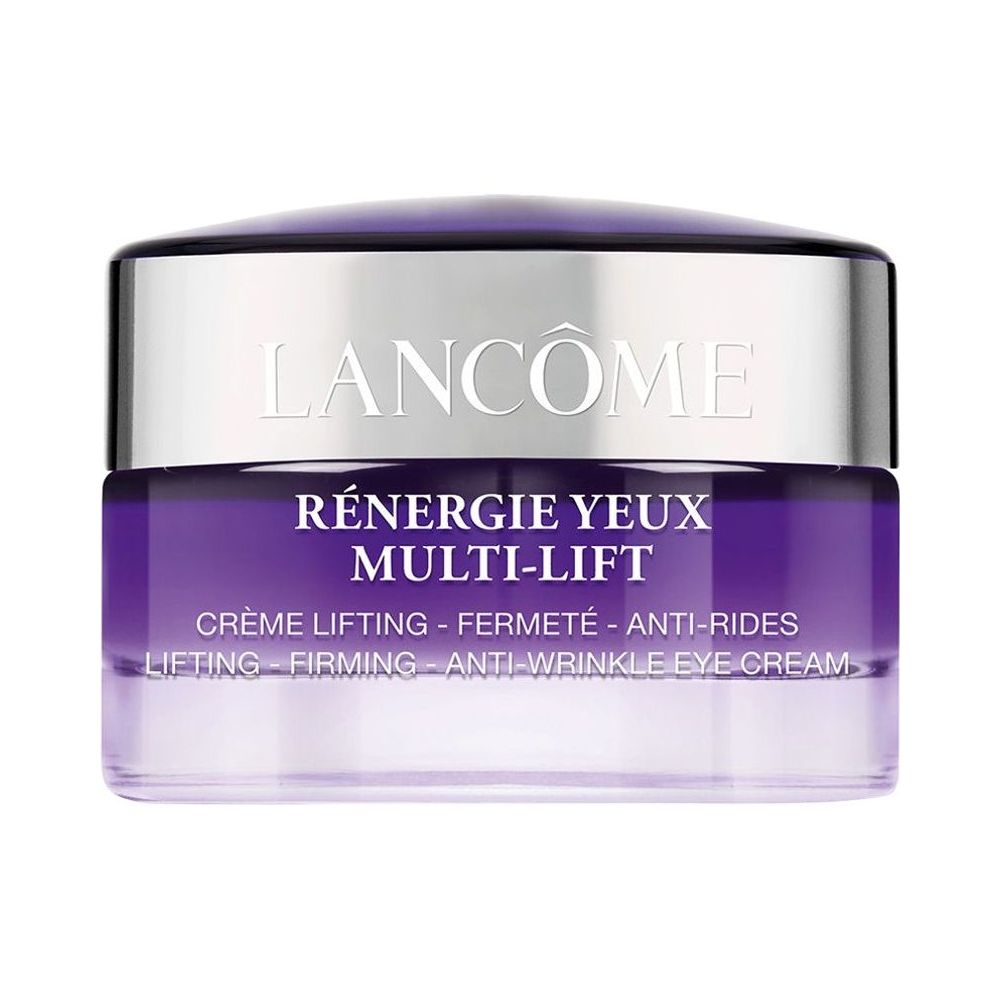 LANCÔME
RÉNERGIE YEUX
MULTI-LIFT
CRÈME LIFTING - FERMETÉ - ANTI-RIDES
LIFTING - FIRMING - ANTI-WRINKLE EYE CREAM